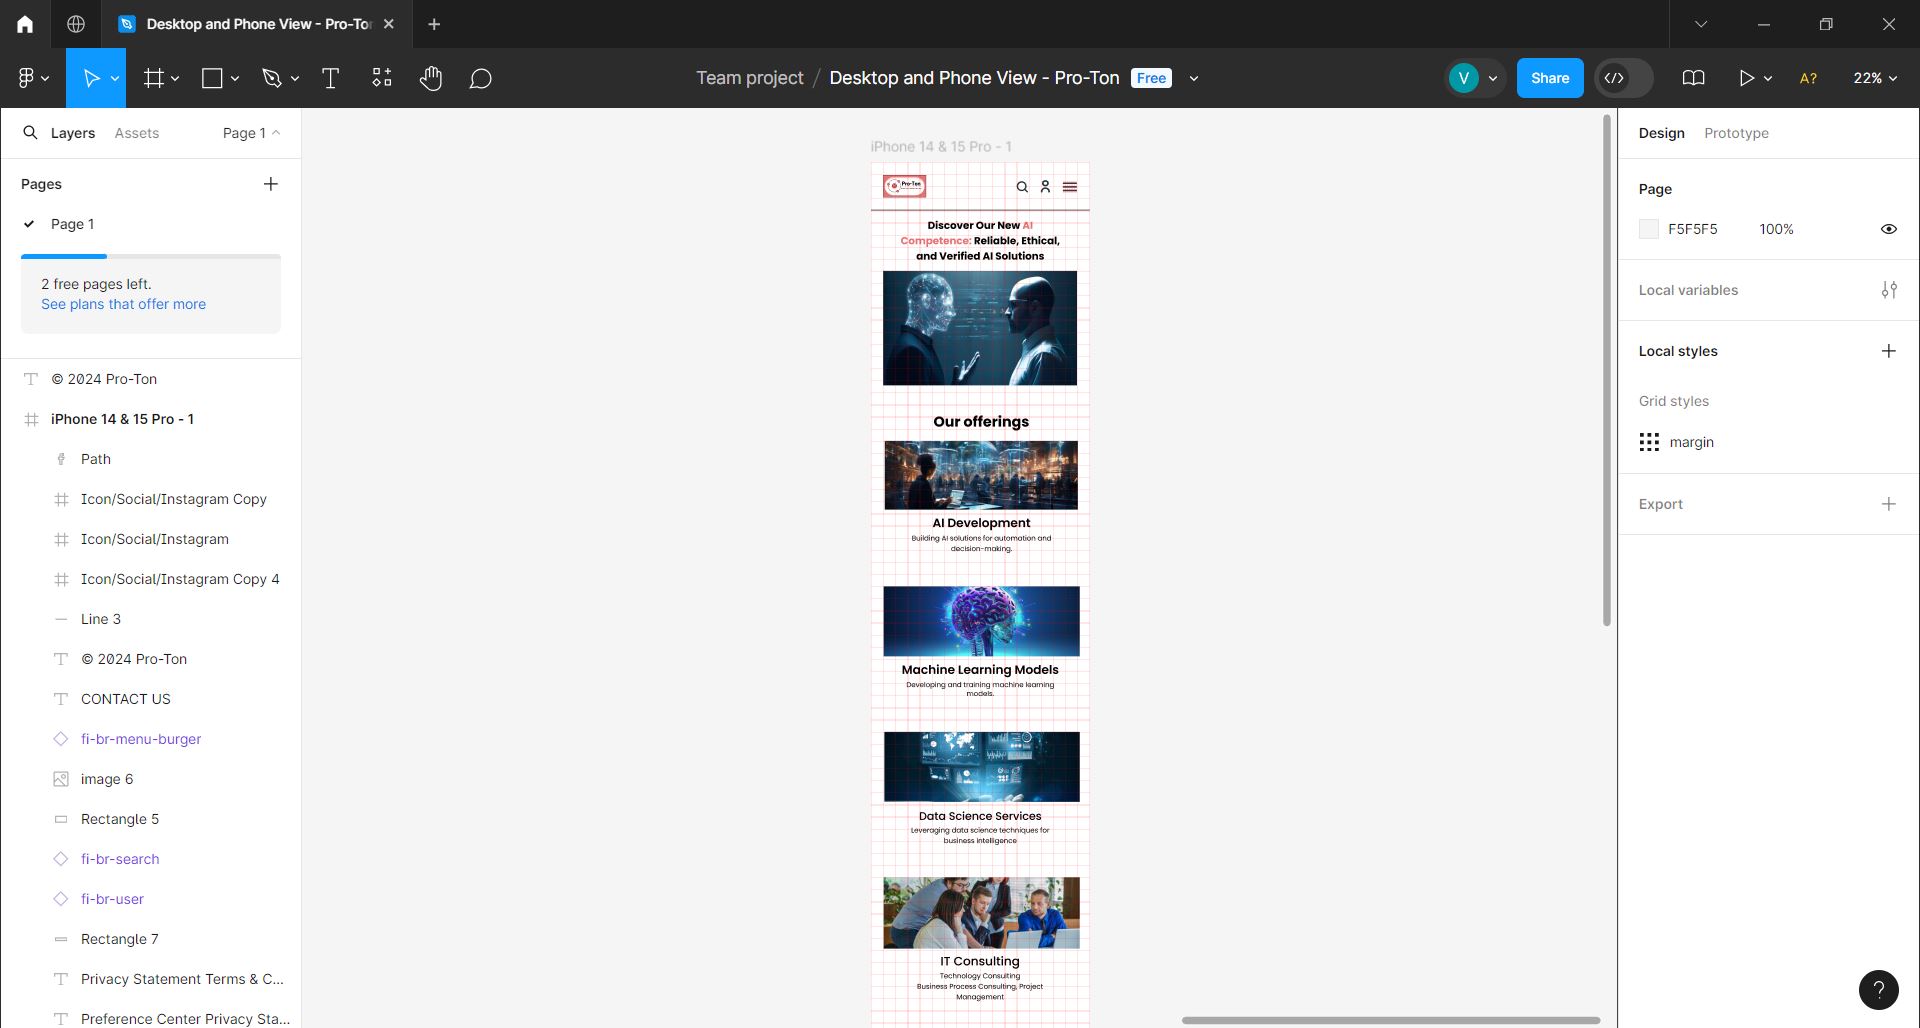 Desktop and Phone View - Pro-To
Team project / Desktop and Phone View - Pro-Ton Free
V
Share
A?
22%
Layers Assets Page 1
Pages
Page 1
2 free pages left.
See plans that offer more
© 2024 Pro-Ton
iPhone 14 & 15 Pro - 1
Path
Icon/Social/Instagram Copy
Icon/Social/Instagram
Icon/Social/Instagram Copy 4
Line 3
© 2024 Pro-Ton
CONTACT US
fi-br-menu-burger
image 6
Rectangle 5
fi-br-search
fi-br-user
Rectangle 7
Privacy Statement Terms & C...
Preference Center Privacy Sta...
iPhone 14 & 15 Pro - 1
Pro-Ton
Discover Our New AI
Competence: Reliable, Ethical,
and Verified AI Solutions
Our offerings
AI Development
Building AI solutions for automation and
decision-making.
Machine Learning Models
Developing and training machine learning
models.
Data Science Services
Leveraging data science techniques for
business intelligence
IT Consulting
Technology Consulting
Business Process Consulting, Project
Management
Design Prototype
Page
F5F5F5 100%
Local variables
Local styles
Grid styles
margin
Export
?